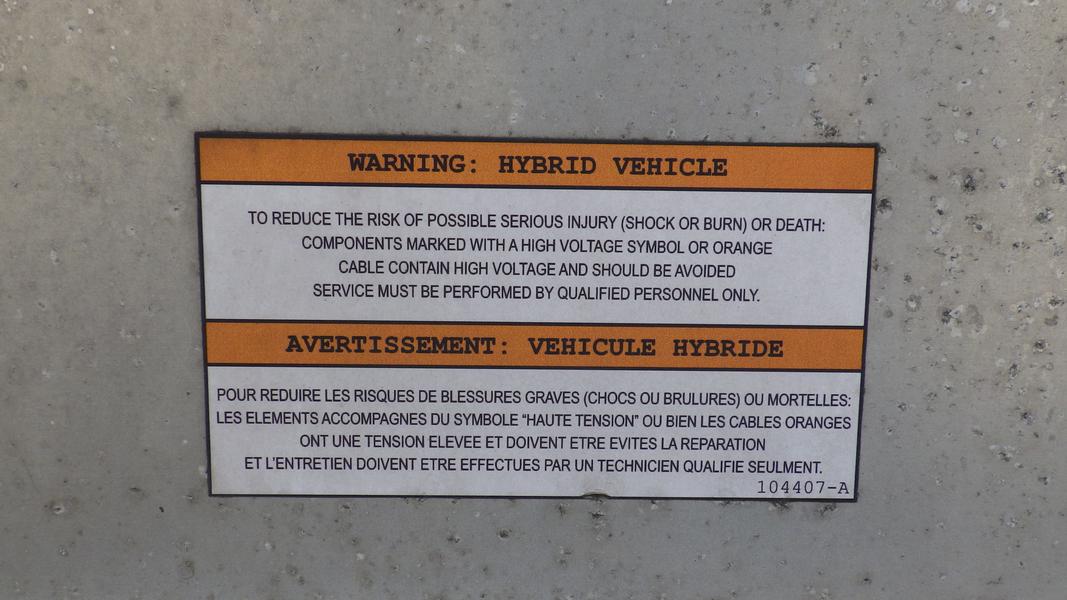 WARNING: HYBRID VEHICLE
TO REDUCE THE RISK OF POSSIBLE SERIOUS INJURY (SHOCK OR BURN) OR DEATH:
COMPONENTS MARKED WITH A HIGH VOLTAGE SYMBOL OR ORANGE
CABLE CONTAIN HIGH VOLTAGE AND SHOULD BE AVOIDED
SERVICE MUST BE PERFORMED BY QUALIFIED PERSONNEL ONLY.
AVERTISSEMENT: VEHICULE HYBRIDE
POUR REDUIRE LES RISQUES DE BLESSURES GRAVES (CHOCS OU BRULURES) OU MORTELLES:
LES ELEMENTS ACCOMPAGNES DU SYMBOLE “HAUTE TENSION” OU BIEN LES CABLES ORANGES
ONT UNE TENSION ELEVEE ET DOIVENT ETRE EVITES LA REPARATION
ET L'ENTRETIEN DOIVENT ETRE EFFECTUES PAR UN TECHNICIEN QUALIFIE SEULMENT.
104407-A